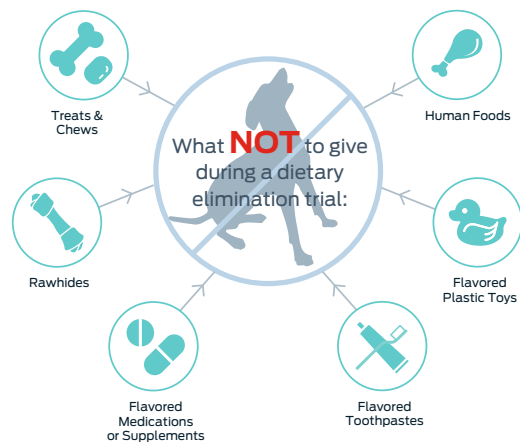 Treats &
Chews
Human Foods
What NOT to give
during a dietary
elimination trial:
Rawhides
Flavored
Plastic Toys
Flavored
Medications
or Supplements
Flavored
Toothpastes